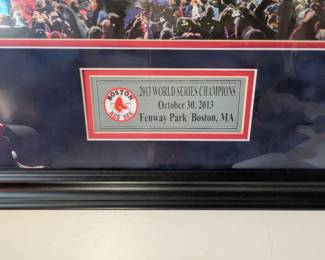 2013 WORLD SERIES CHAMPIONS
October 30, 2013
Fenway Park Boston, MA
BOSTON
RED SOX